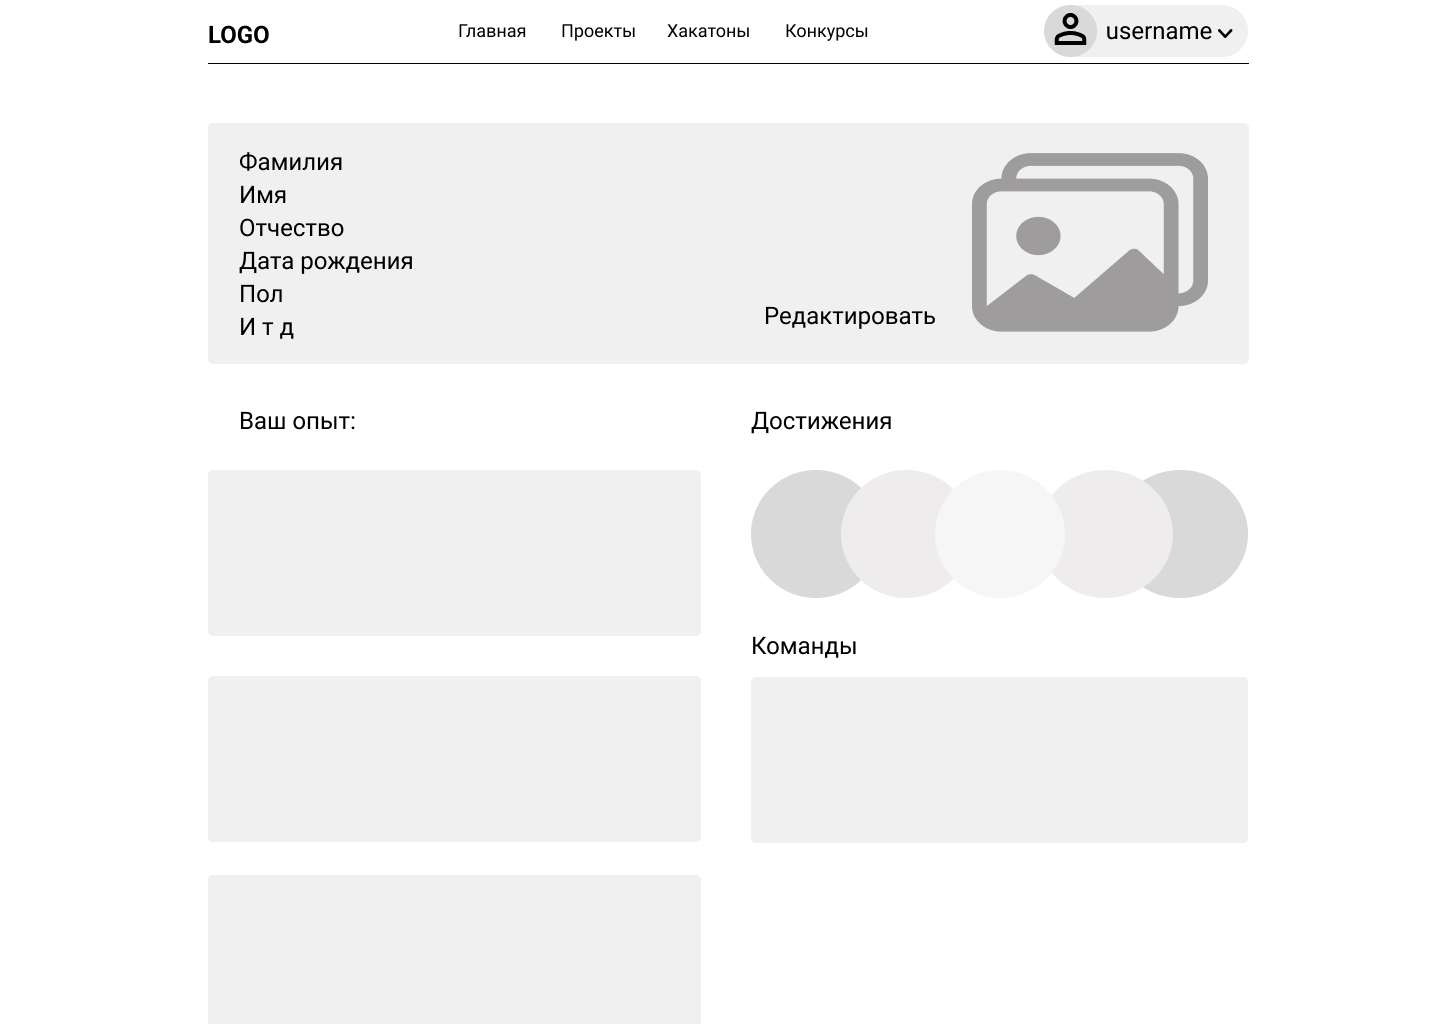 LOGO
Главная
Проекты
Хакатоны
Конкурсы
username
Фамилия
Имя
Отчество
Дата рождения
Пол
И т д
Редактировать
Ваш опыт:
Достижения
Команды